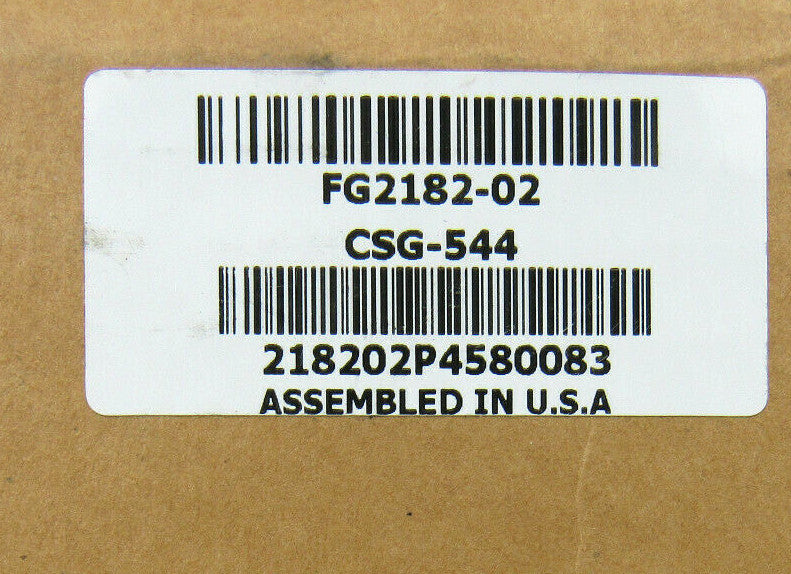 FG2182-02
CSG-544
218202P4580083
ASSEMBLED IN U.S.A